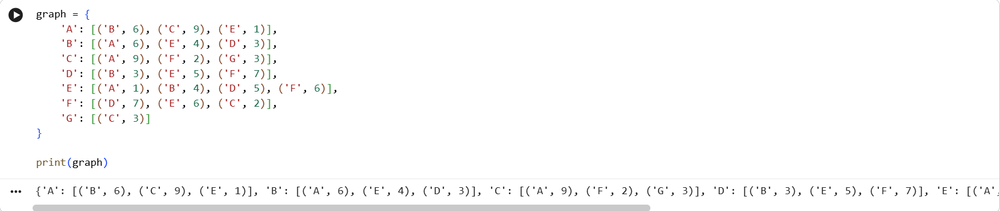 graph = {
    'A': [('B', 6), ('C', 9), ('E', 1)],
    'B': [('A', 6), ('E', 4), ('D', 3)],
    'C': [('A', 9), ('F', 2), ('G', 3)],
    'D': [('B', 3), ('E', 5), ('F', 7)],
    'E': [('A', 1), ('B', 4), ('D', 5), ('F', 6)],
    'F': [('D', 7), ('E', 6), ('C', 2)],
    'G': [('C', 3)]
}
print(graph)
{'A': [('B', 6), ('C', 9), ('E', 1)], 'B': [('A', 6), ('E', 4), ('D', 3)], 'C': [('A', 9), ('F', 2), ('G', 3)], 'D': [('B', 3), ('E', 5), ('F', 7)], 'E': [('A',